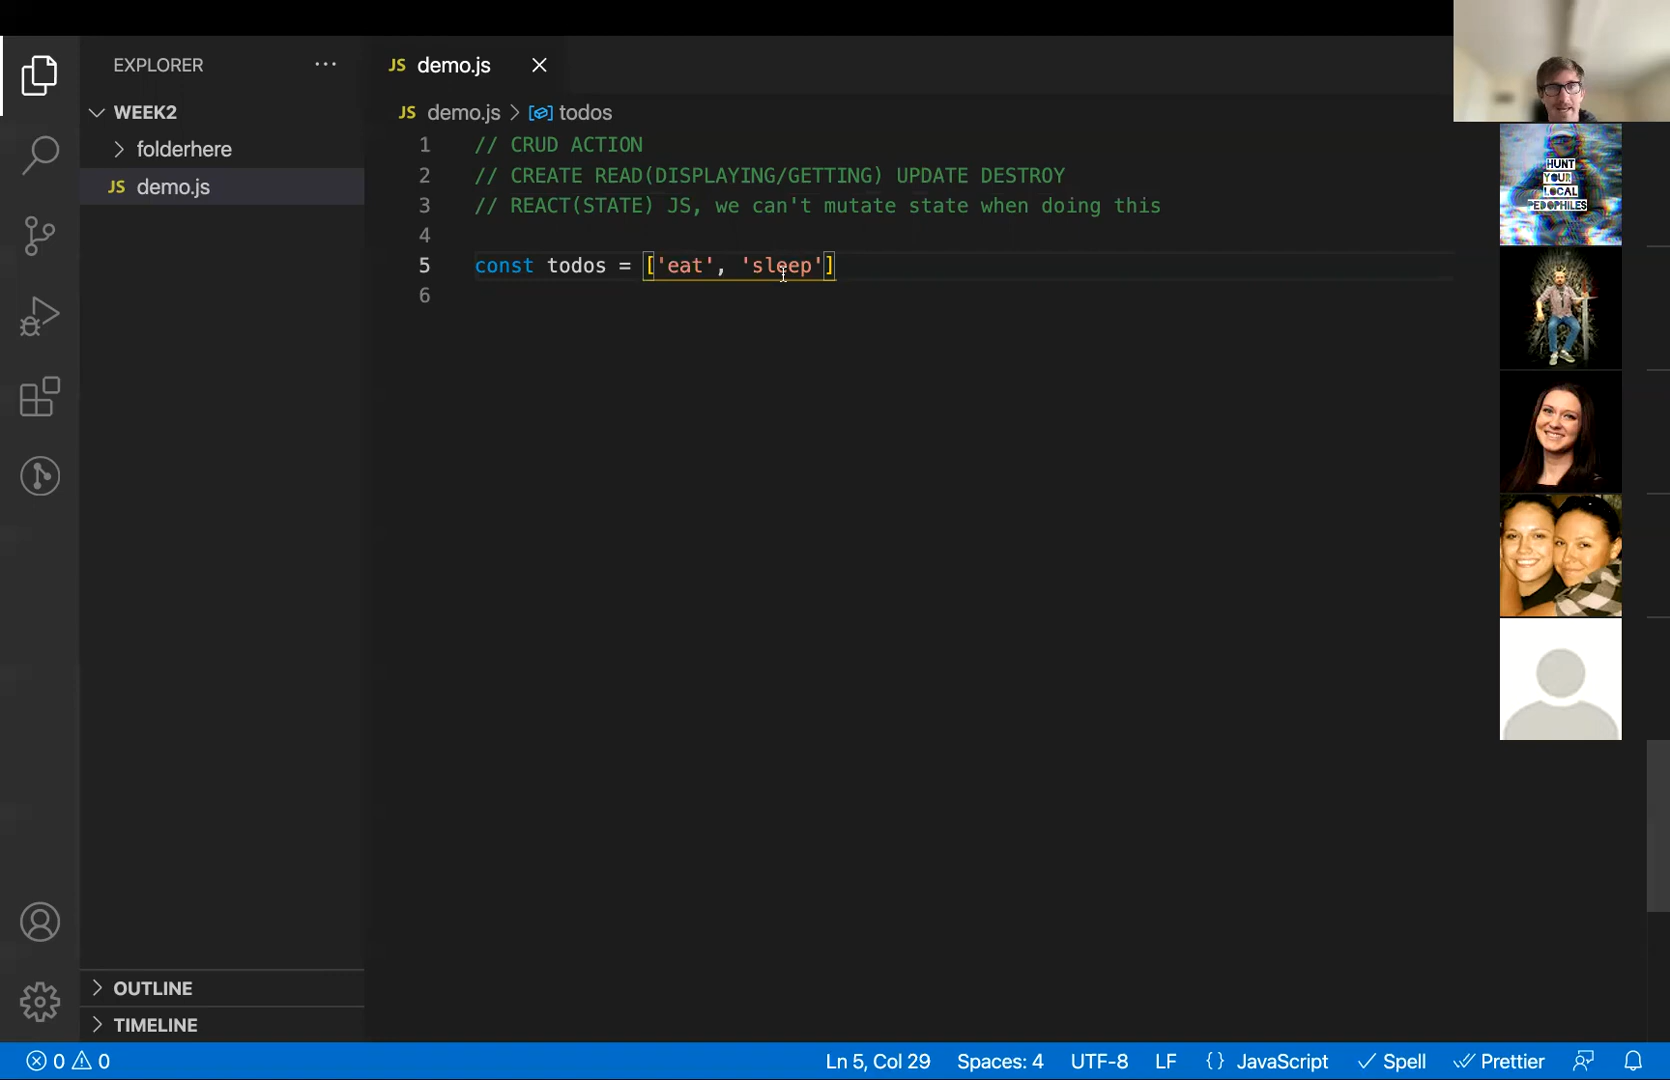 EXPLORER ...
WEEK2
folderhere
JS demo.js
JS demo.js
JS demo.js > todos
1 // CRUD ACTION
2 // CREATE READ(DISPLAYING/GETTING) UPDATE DESTROY
3 // REACT(STATE) JS, we can't mutate state when doing this
4
5 const todos = ['eat', 'sleep']
6
HUNT
YOUR
LOCAL
PEDOPHILES
OUTLINE
TIMELINE
0 0 Ln 5, Col 29 Spaces: 4 UTF-8 LF {} JavaScript Spell Prettier